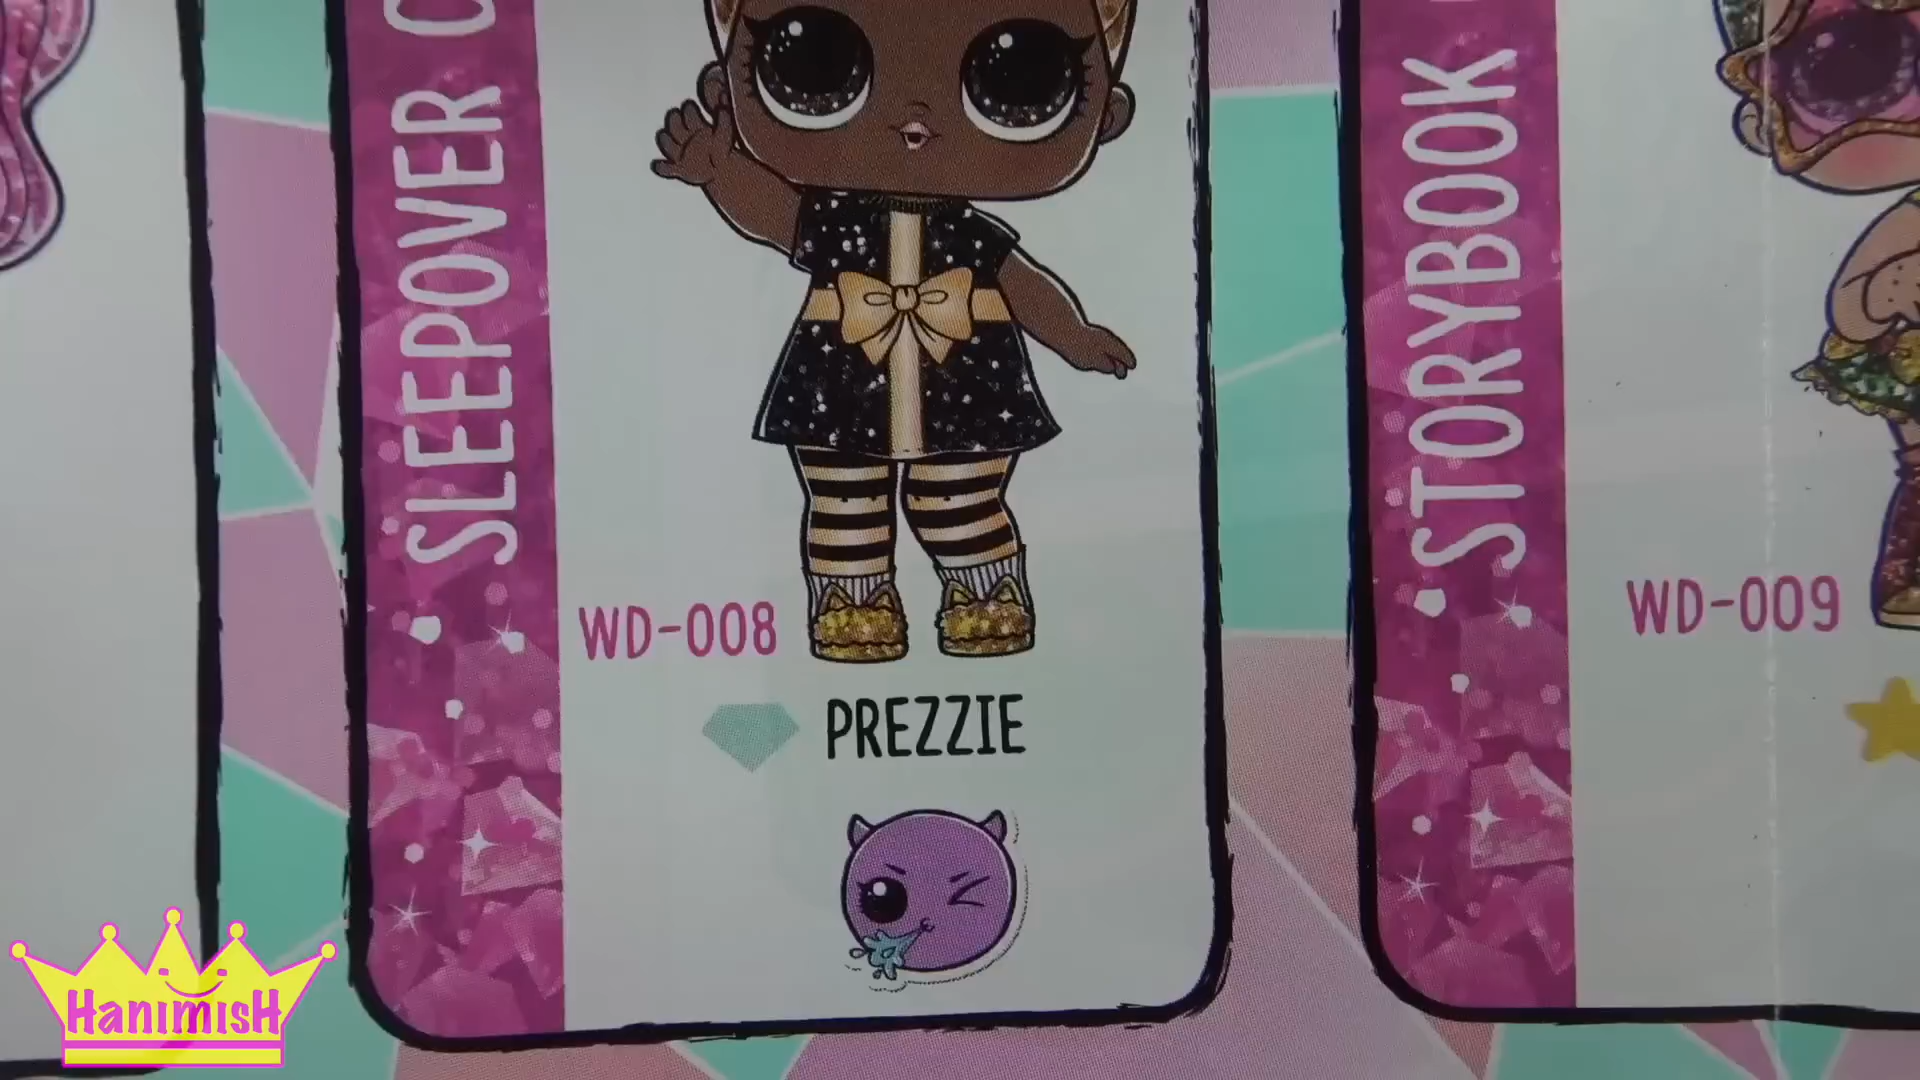 SLEEPOVER
WD-008
PREZZIE
STORYBOOK
WD-009
HanimisH